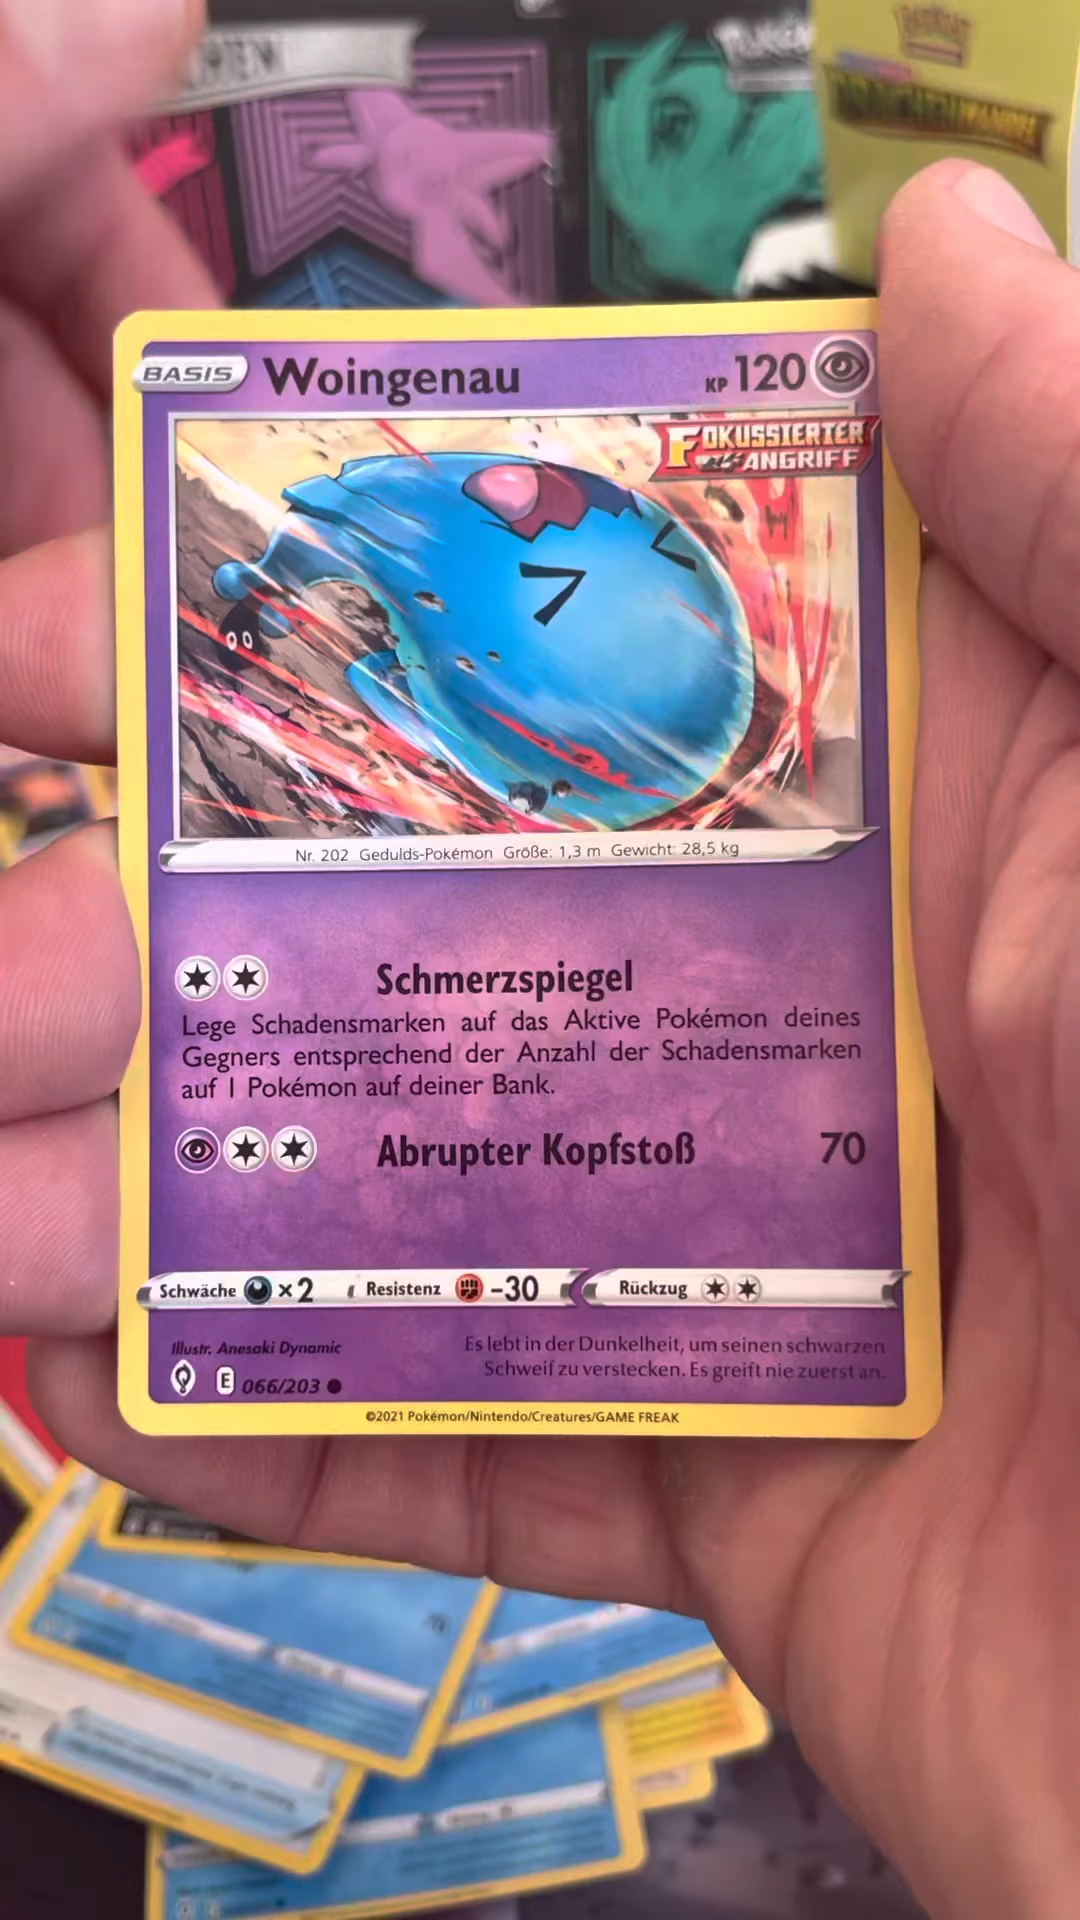 BASIS Woingenau KP 120
FOKUSSIERTER
ANGRIFF
Nr. 202 Gedulds-Pokémon Größe: 1,3 m Gewicht: 28,5 kg
Schmerzspiegel
Lege Schadensmarken auf das Aktive Pokémon deines
Gegners entsprechend der Anzahl der Schadensmarken
auf 1 Pokémon auf deiner Bank.
Abrupter Kopfstoß 70
Schwäche ×2 Resistenz -30 Rückzug
Illustr. Anesaki Dynamic
Es lebt in der Dunkelheit, um seinen schwarzen
Schweif zu verstecken. Es greift nie zuerst an.
E 066/203
©2021 Pokémon/Nintendo/Creatures/GAME FREAK